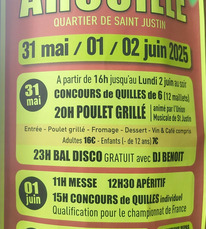 QUARTIER DE SAINT JUSTIN
31 mai / 01 / 02 juin 2025
31 mai
A partir de 16h jusqu'au Lundi 2 juin au soir
CONCOURS de QUILLES de 6 (12 maillets)
20H POULET GRILLÉ animé par l'Union Musicale de St Justin
Entrée - Poulet grillé - Fromage - Dessert - Vin & Café compris
Adultes 16€ - Enfants (- de 12 ans) 7€
23H BAL DISCO GRATUIT avec DJ BENOIT
01 juin
11H MESSE 12H30 APÉRITIF
15H CONCOURS de QUILLES individuel
Qualification pour le championnat de France